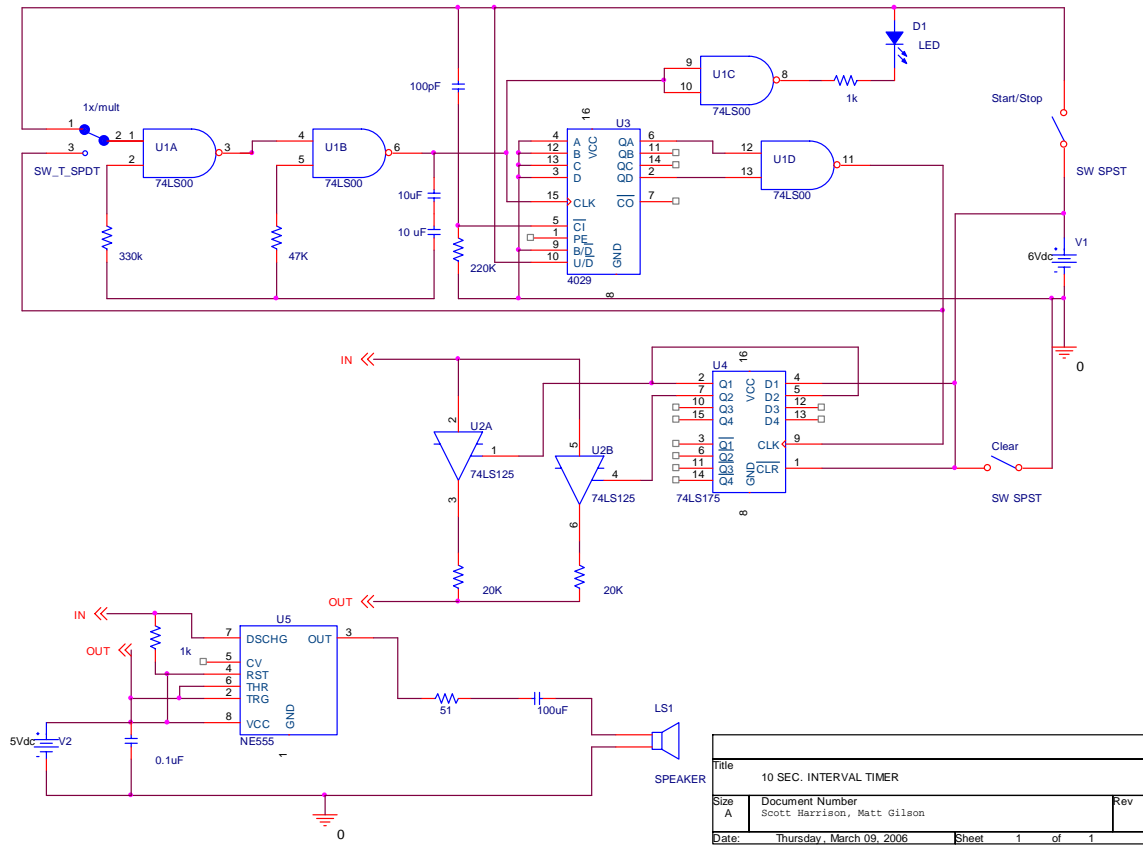 D1
LED
U1C
9
10
8
74LS00
1k
100pF
16
Start/Stop
SW SPST
1x/mult
1
2
3
SW_T_SPDT
1
2
U1A
3
74LS00
4
5
U1B
6
74LS00
U3
4 A
12 B
13 C
3 D
15 CLK
5 CI
1 PE
9 B/D
10 U/D
VCC
GND
QA 6
QB 11
QC 14
QD 2
CO 7
4029
8
12
13
U1D
11
74LS00
10uF
10 uF
330k
47K
220K
V1
6Vdc
0
IN
U4
16
2 Q1
7 Q2
10 Q3
15 Q4
3 Q1
6 Q2
11 Q3
14 Q4
VCC
GND
D1 4
D2 5
D3 12
D4 13
CLK 9
CLR 1
74LS175
8
Clear
SW SPST
2
U2A
1
74LS125
3
5
U2B
4
74LS125
6
20K
20K
OUT
IN
OUT
1k
U5
7 DSCHG
5 CV
4 RST
6 THR
2 TRG
8 VCC
GND
OUT 3
NE555
1
5Vdc
V2
0.1uF
51
100uF
LS1
SPEAKER
0
Title
10 SEC. INTERVAL TIMER
Size
A
Document Number
Scott Harrison, Matt Gilson
Rev
Date: Thursday, March 09, 2006 Sheet 1 of 1